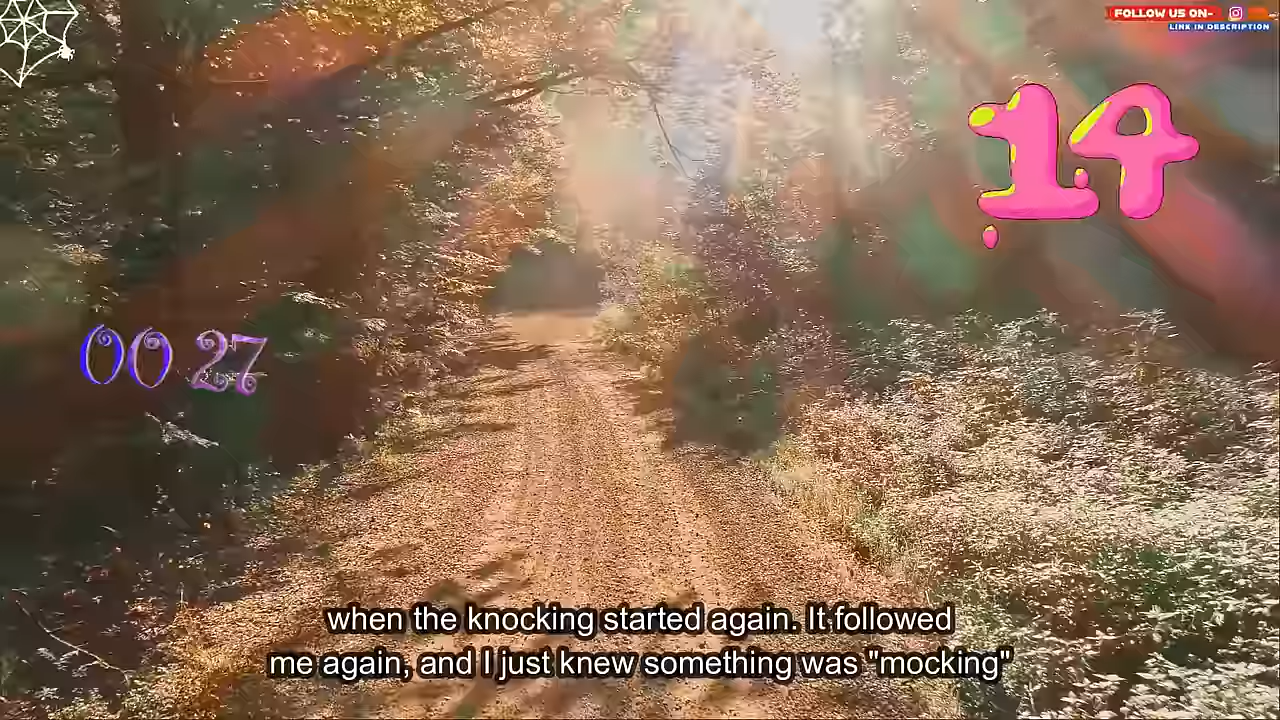 FOLLOW US ON-
LINK IN DESCRIPTION
14
00 27
when the knocking started again. It followed
me again, and I just knew something was "mocking"